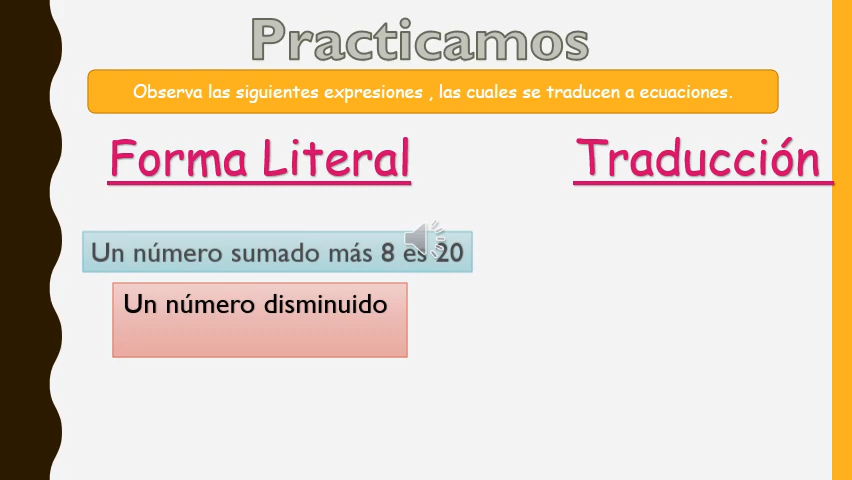 Practicamos
Observa las siguientes expresiones , las cuales se traducen a ecuaciones.
Forma Literal
Traducción
Un número sumado más 8 es 20
Un número disminuido